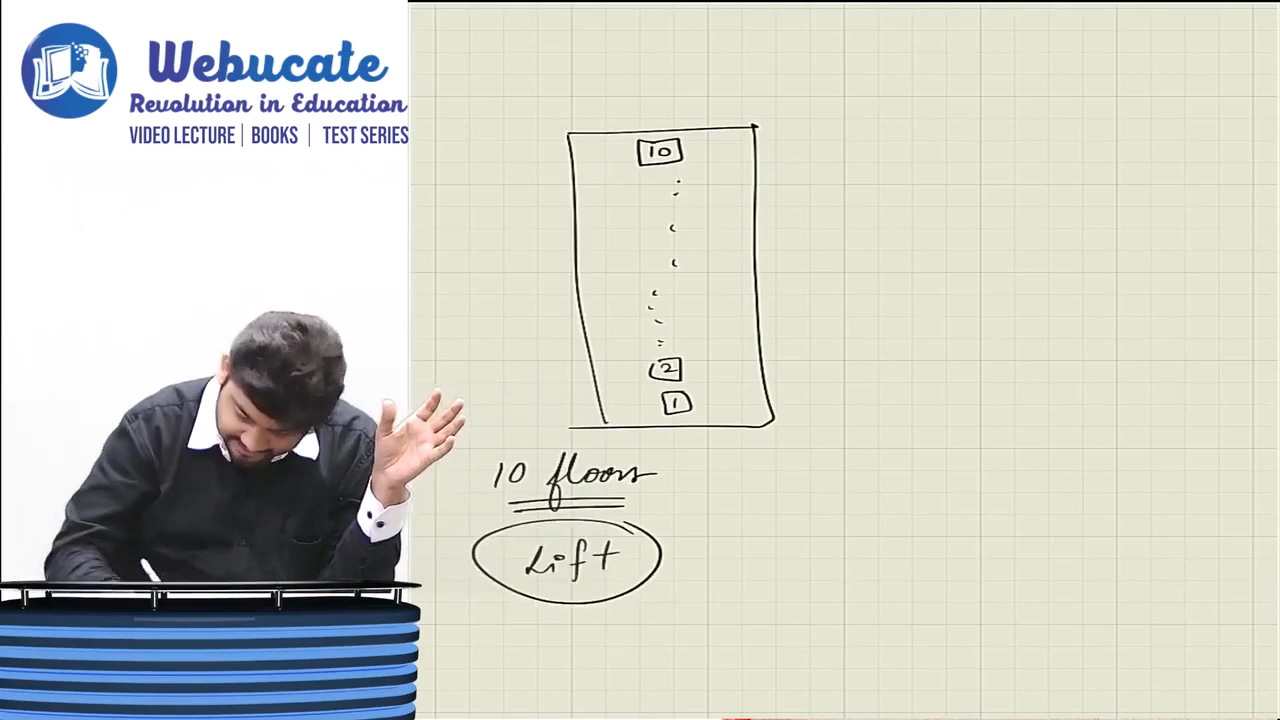 Webucate
Revolution in Education
VIDEO LECTURE | BOOKS | TEST SERIES
10
2
1
10 floors
Lift